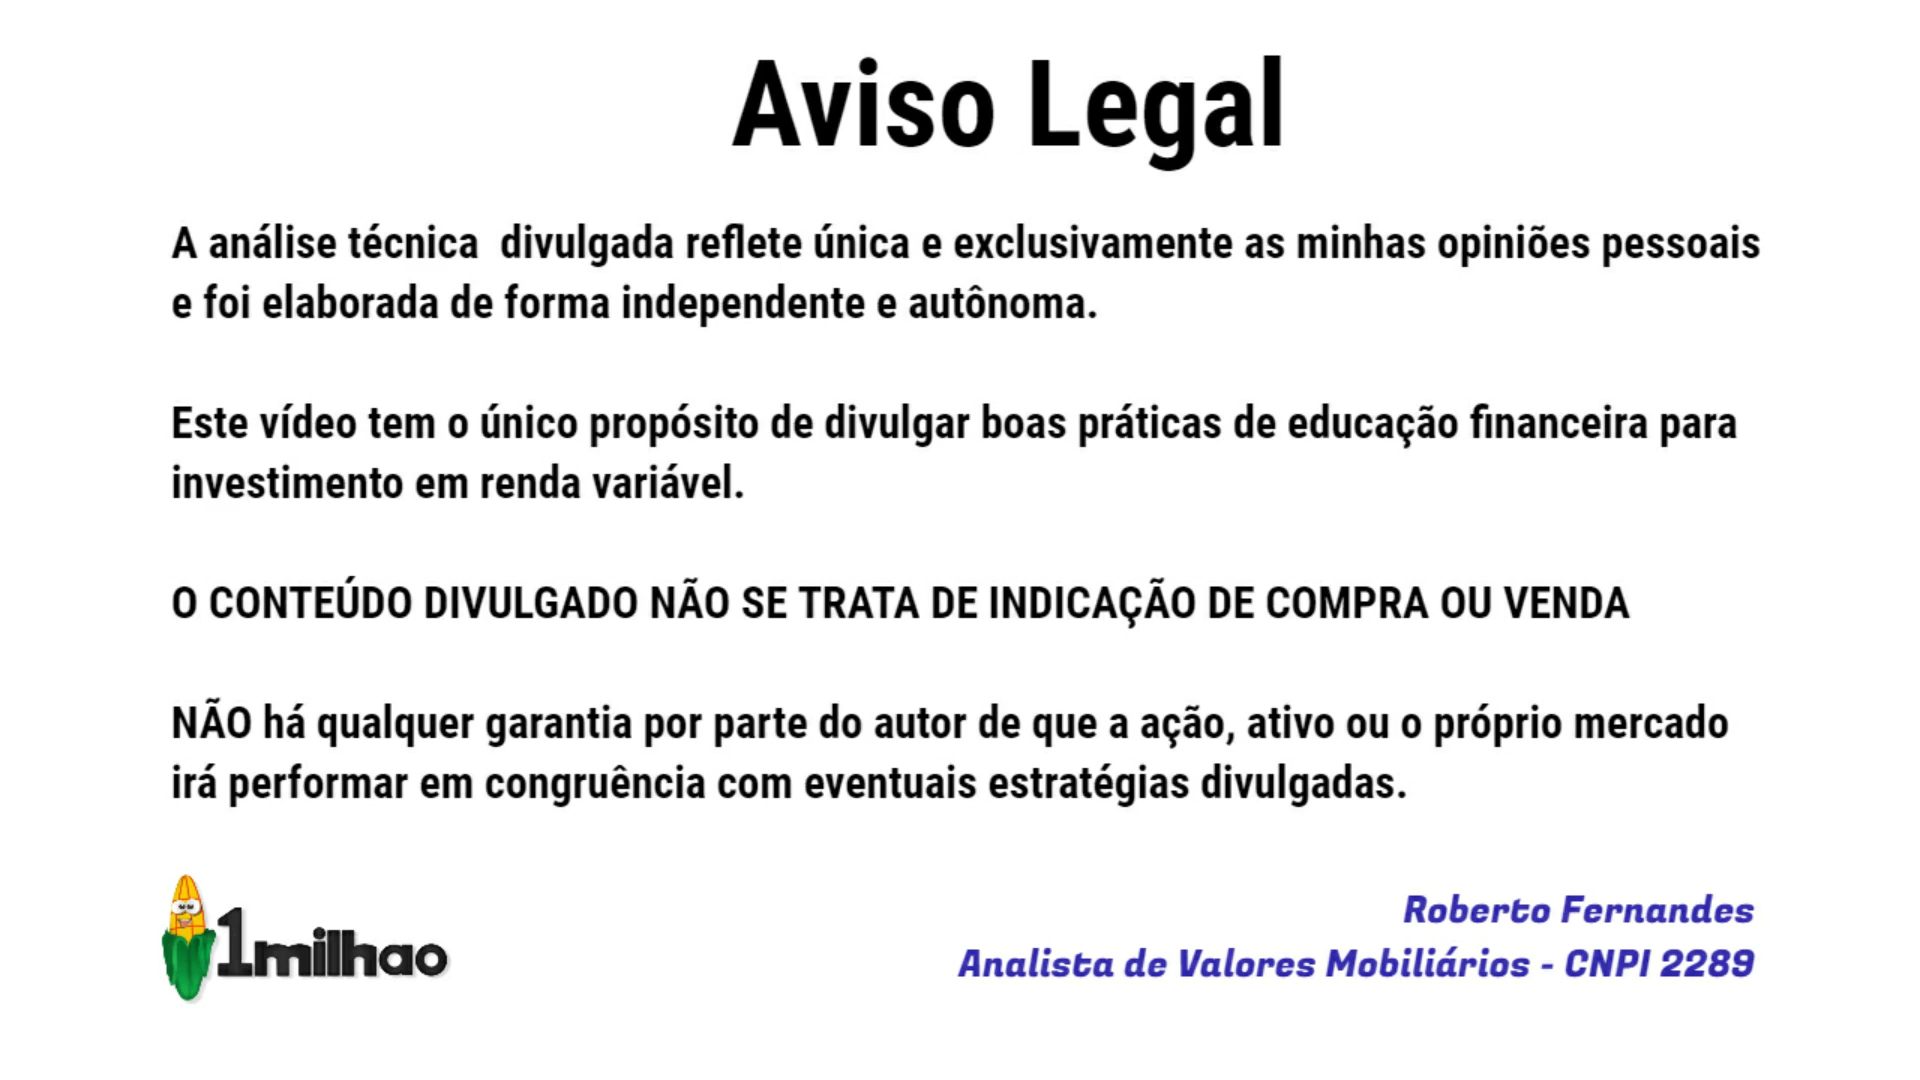 Aviso Legal
A análise técnica  divulgada reflete única e exclusivamente as minhas opiniões pessoais
e foi elaborada de forma independente e autônoma.
Este vídeo tem o único propósito de divulgar boas práticas de educação financeira para
investimento em renda variável.
O CONTEÚDO DIVULGADO NÃO SE TRATA DE INDICAÇÃO DE COMPRA OU VENDA
NÃO há qualquer garantia por parte do autor de que a ação, ativo ou o próprio mercado
irá performar em congruência com eventuais estratégias divulgadas.
1milhao
Roberto Fernandes
Analista de Valores Mobiliários - CNPI 2289